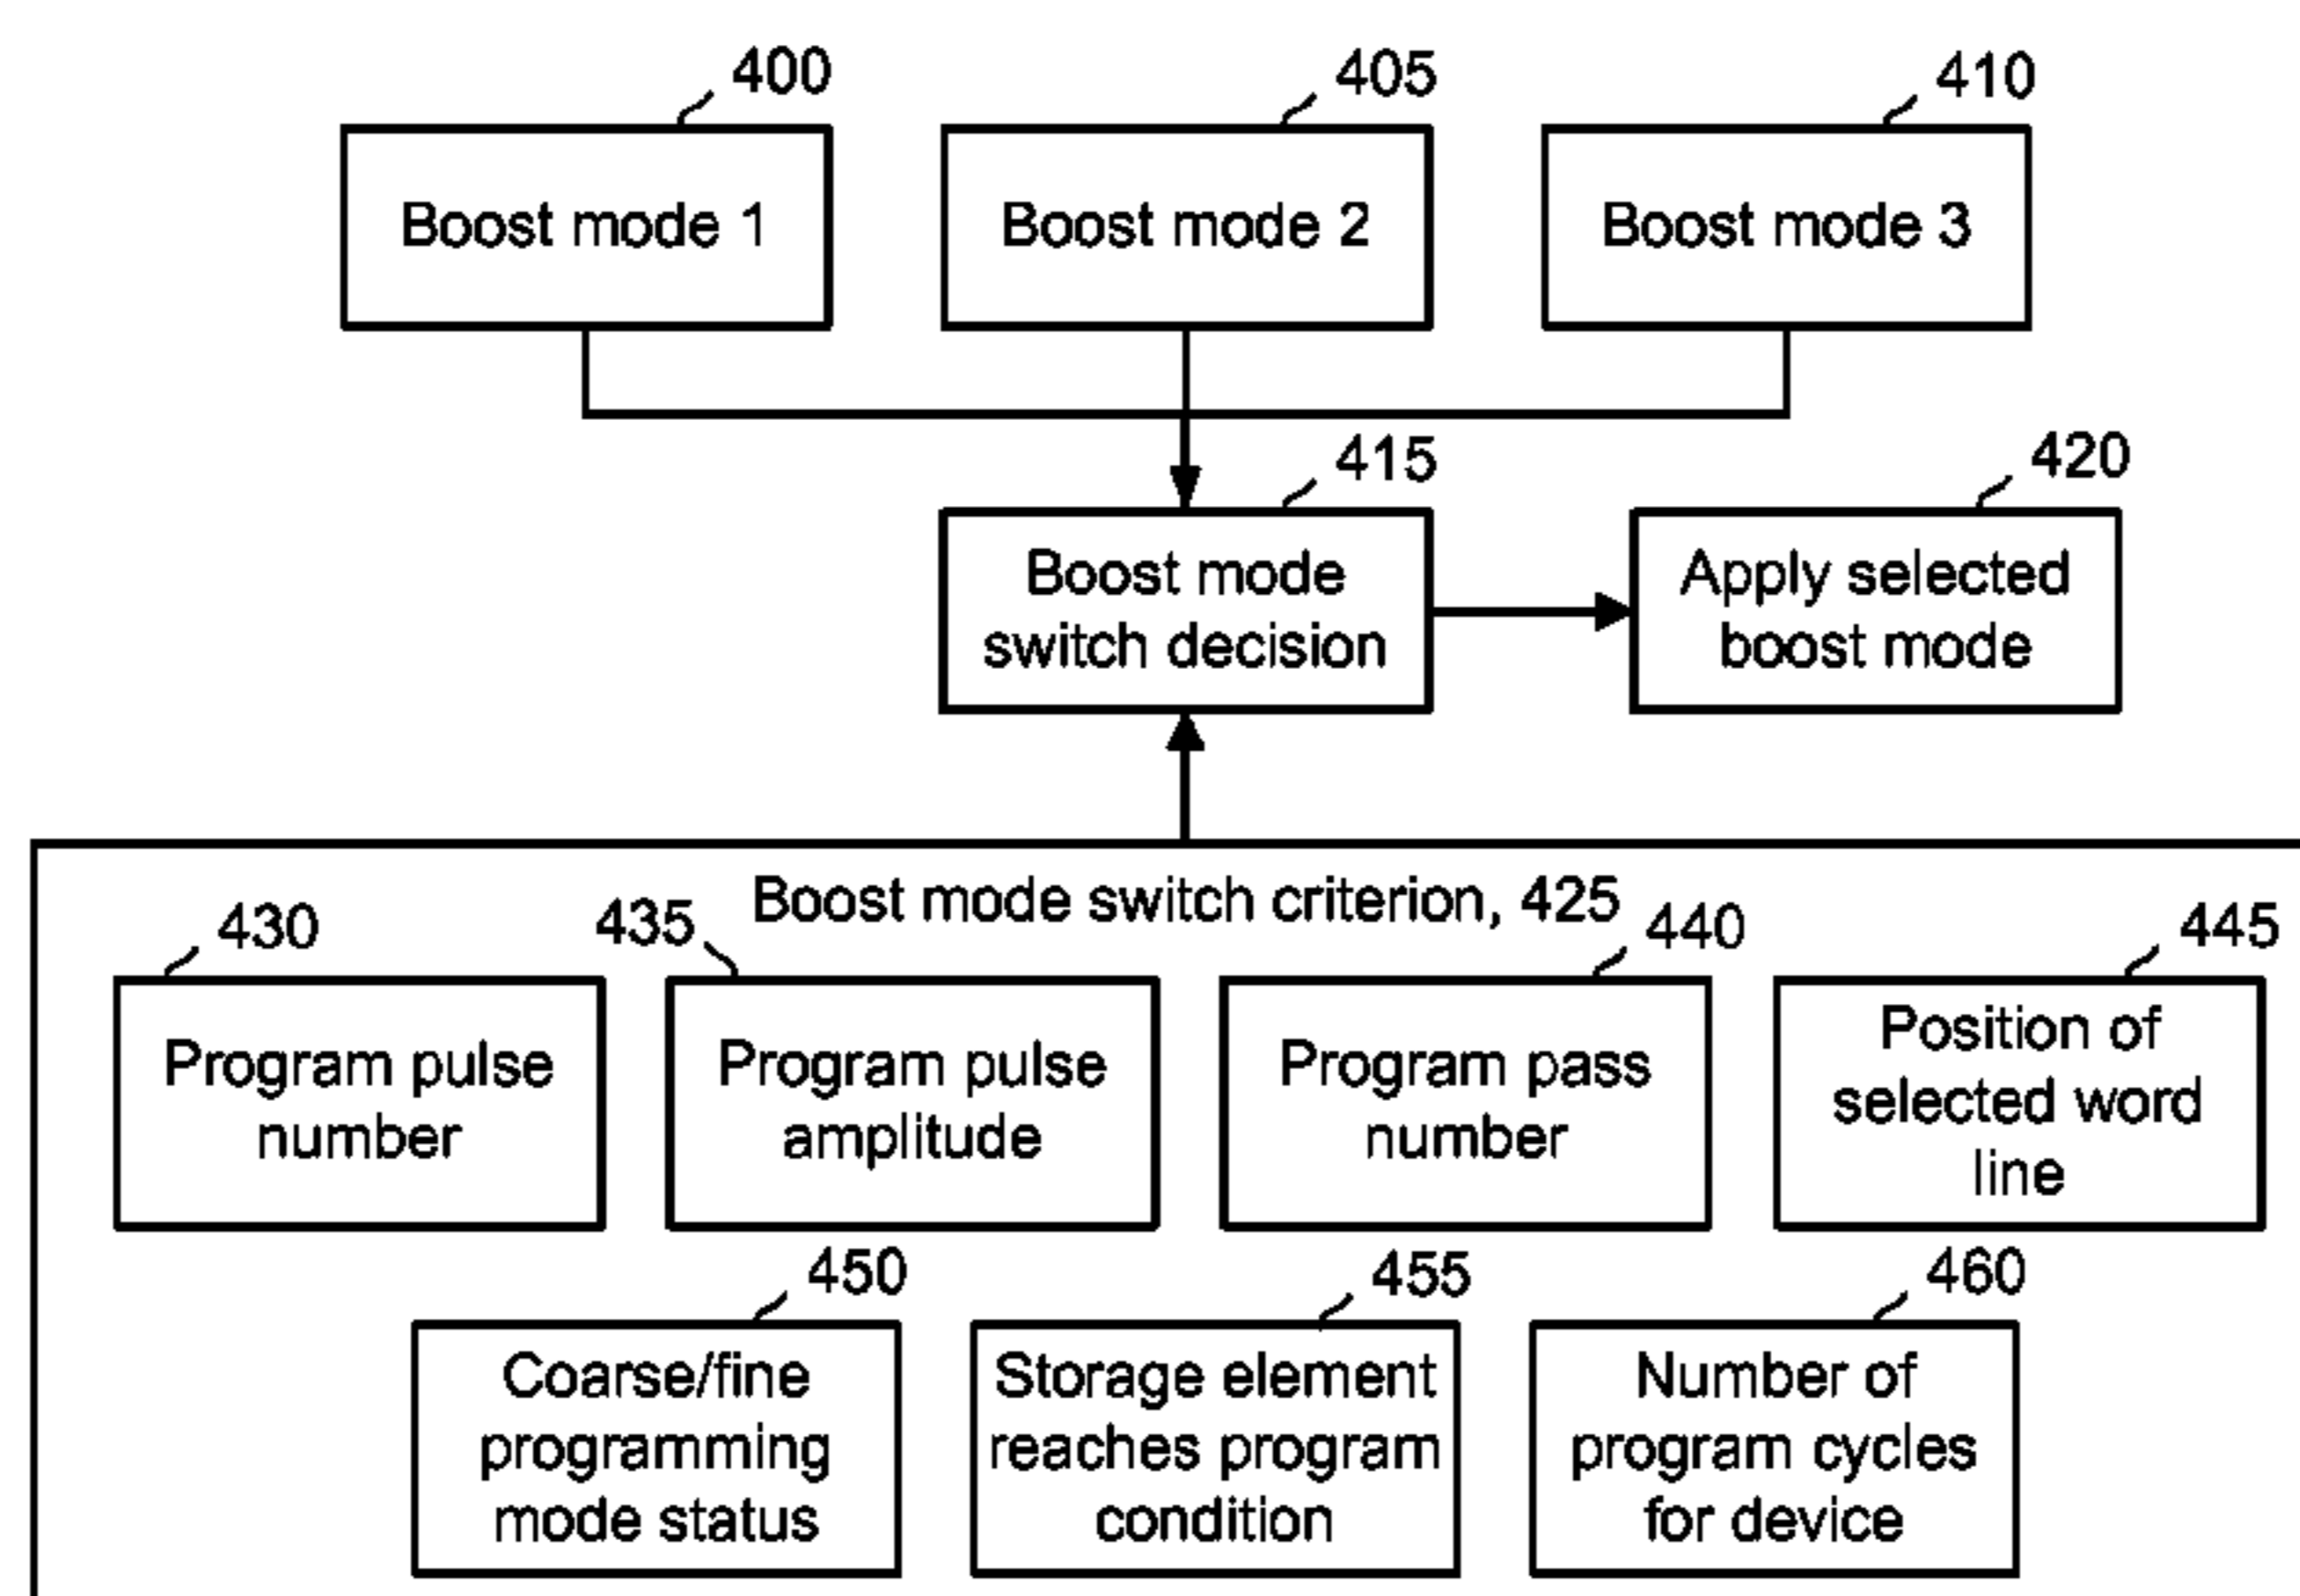 400
405
410
Boost mode 1
Boost mode 2
Boost mode 3
415
420
Boost mode
switch decision
Apply selected
boost mode
Boost mode switch criterion, 425
430
435
440
445
Program pulse
number
Program pulse
amplitude
Program pass
number
Position of
selected word
line
450
455
460
Coarse/fine
programming
mode status
Storage element
reaches program
condition
Number of
program cycles
for device